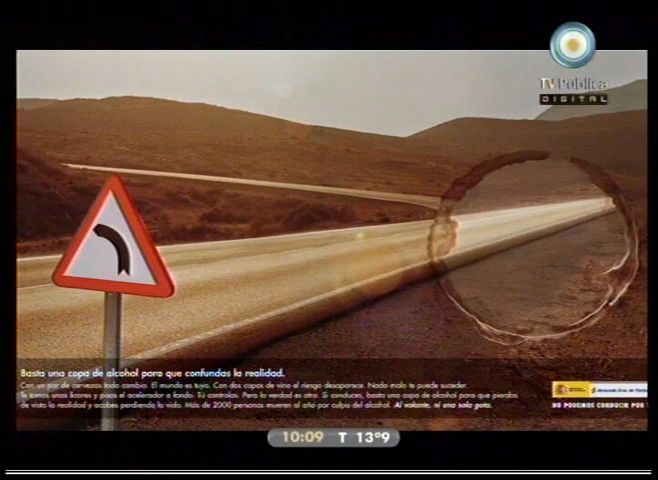 TV Pública
DIGITAL
Basta una copa de alcohol para que confundas la realidad.
Con un par de cervezas todo cambia. El mundo es tuyo. Con dos copas de vino el riesgo desaparece. Nada malo te puede suceder.
Te tomas unos licores y pisas el acelerador a fondo. Tú controlas. Pero la verdad es otra. Si conduces, basta una copa de alcohol para que pierdas
de vista la realidad y acabes perdiendo la vida. Más de 2000 personas mueren al año por culpa del alcohol. Al volante, ni una sola gota.
NO PODEMOS CONDUCIR POR
10:09 T 13º9